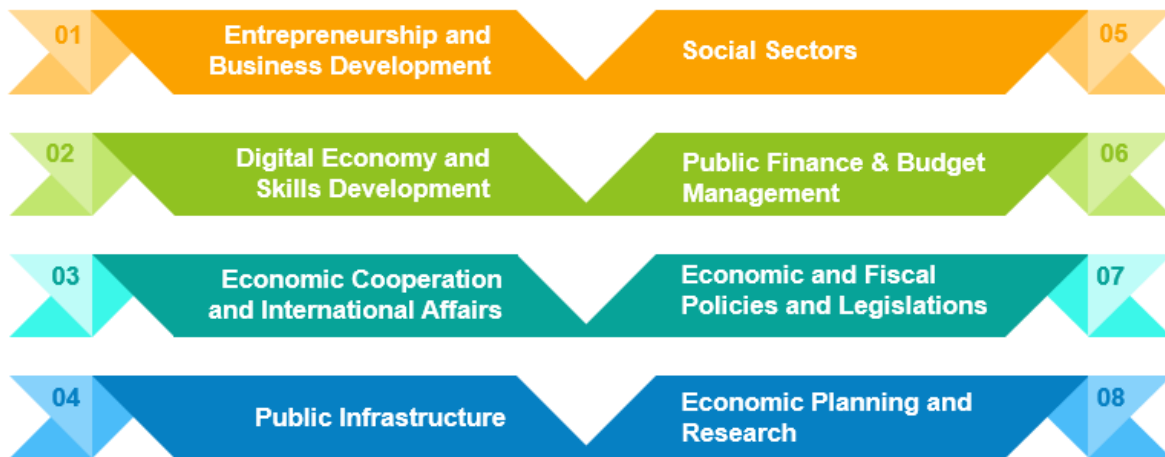 01
Entrepreneurship and
Business Development
02
Digital Economy and
Skills Development
03
Economic Cooperation
and International Affairs
04
Public Infrastructure
05
Social Sectors
06
Public Finance & Budget
Management
07
Economic and Fiscal
Policies and Legislations
08
Economic Planning and
Research